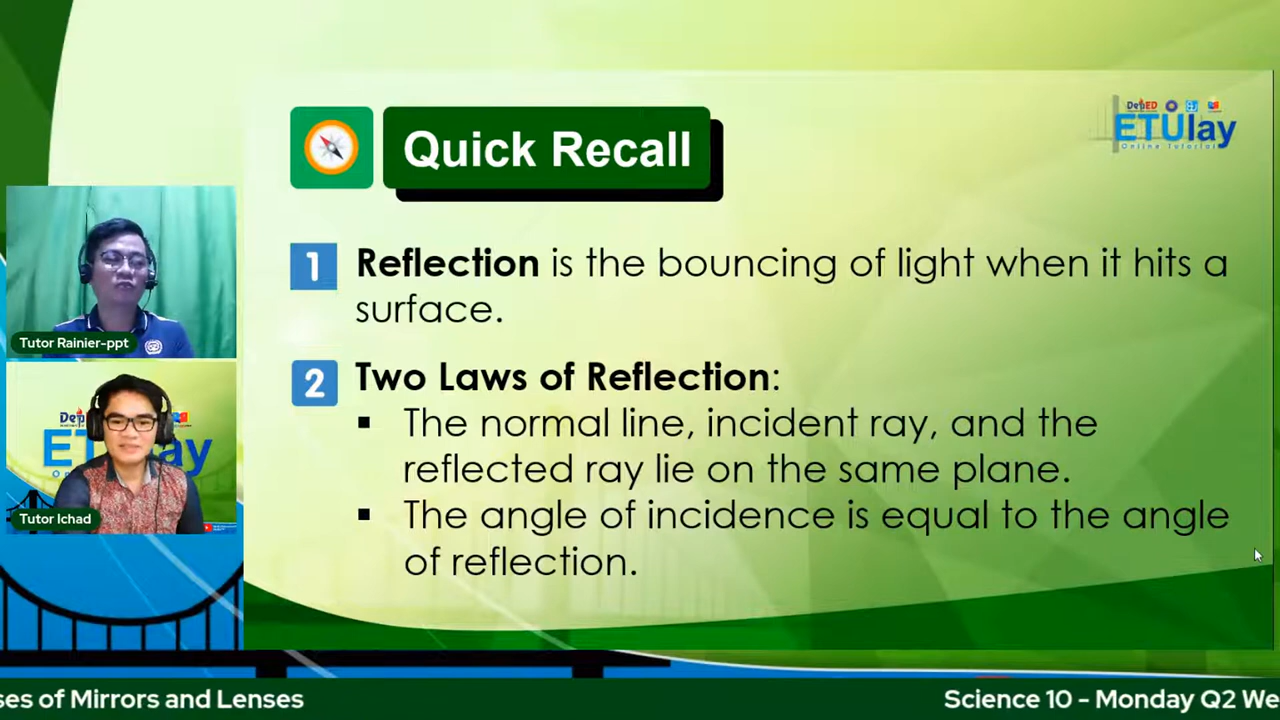 Quick Recall
DepED
ETUlay
Online Tutorial
1 Reflection is the bouncing of light when it hits a
surface.
2 Two Laws of Reflection:
▪ The normal line, incident ray, and the
reflected ray lie on the same plane.
▪ The angle of incidence is equal to the angle
of reflection.
Tutor Rainier-ppt
Tutor Ichad
ses of Mirrors and Lenses
Science 10 - Monday Q2 We